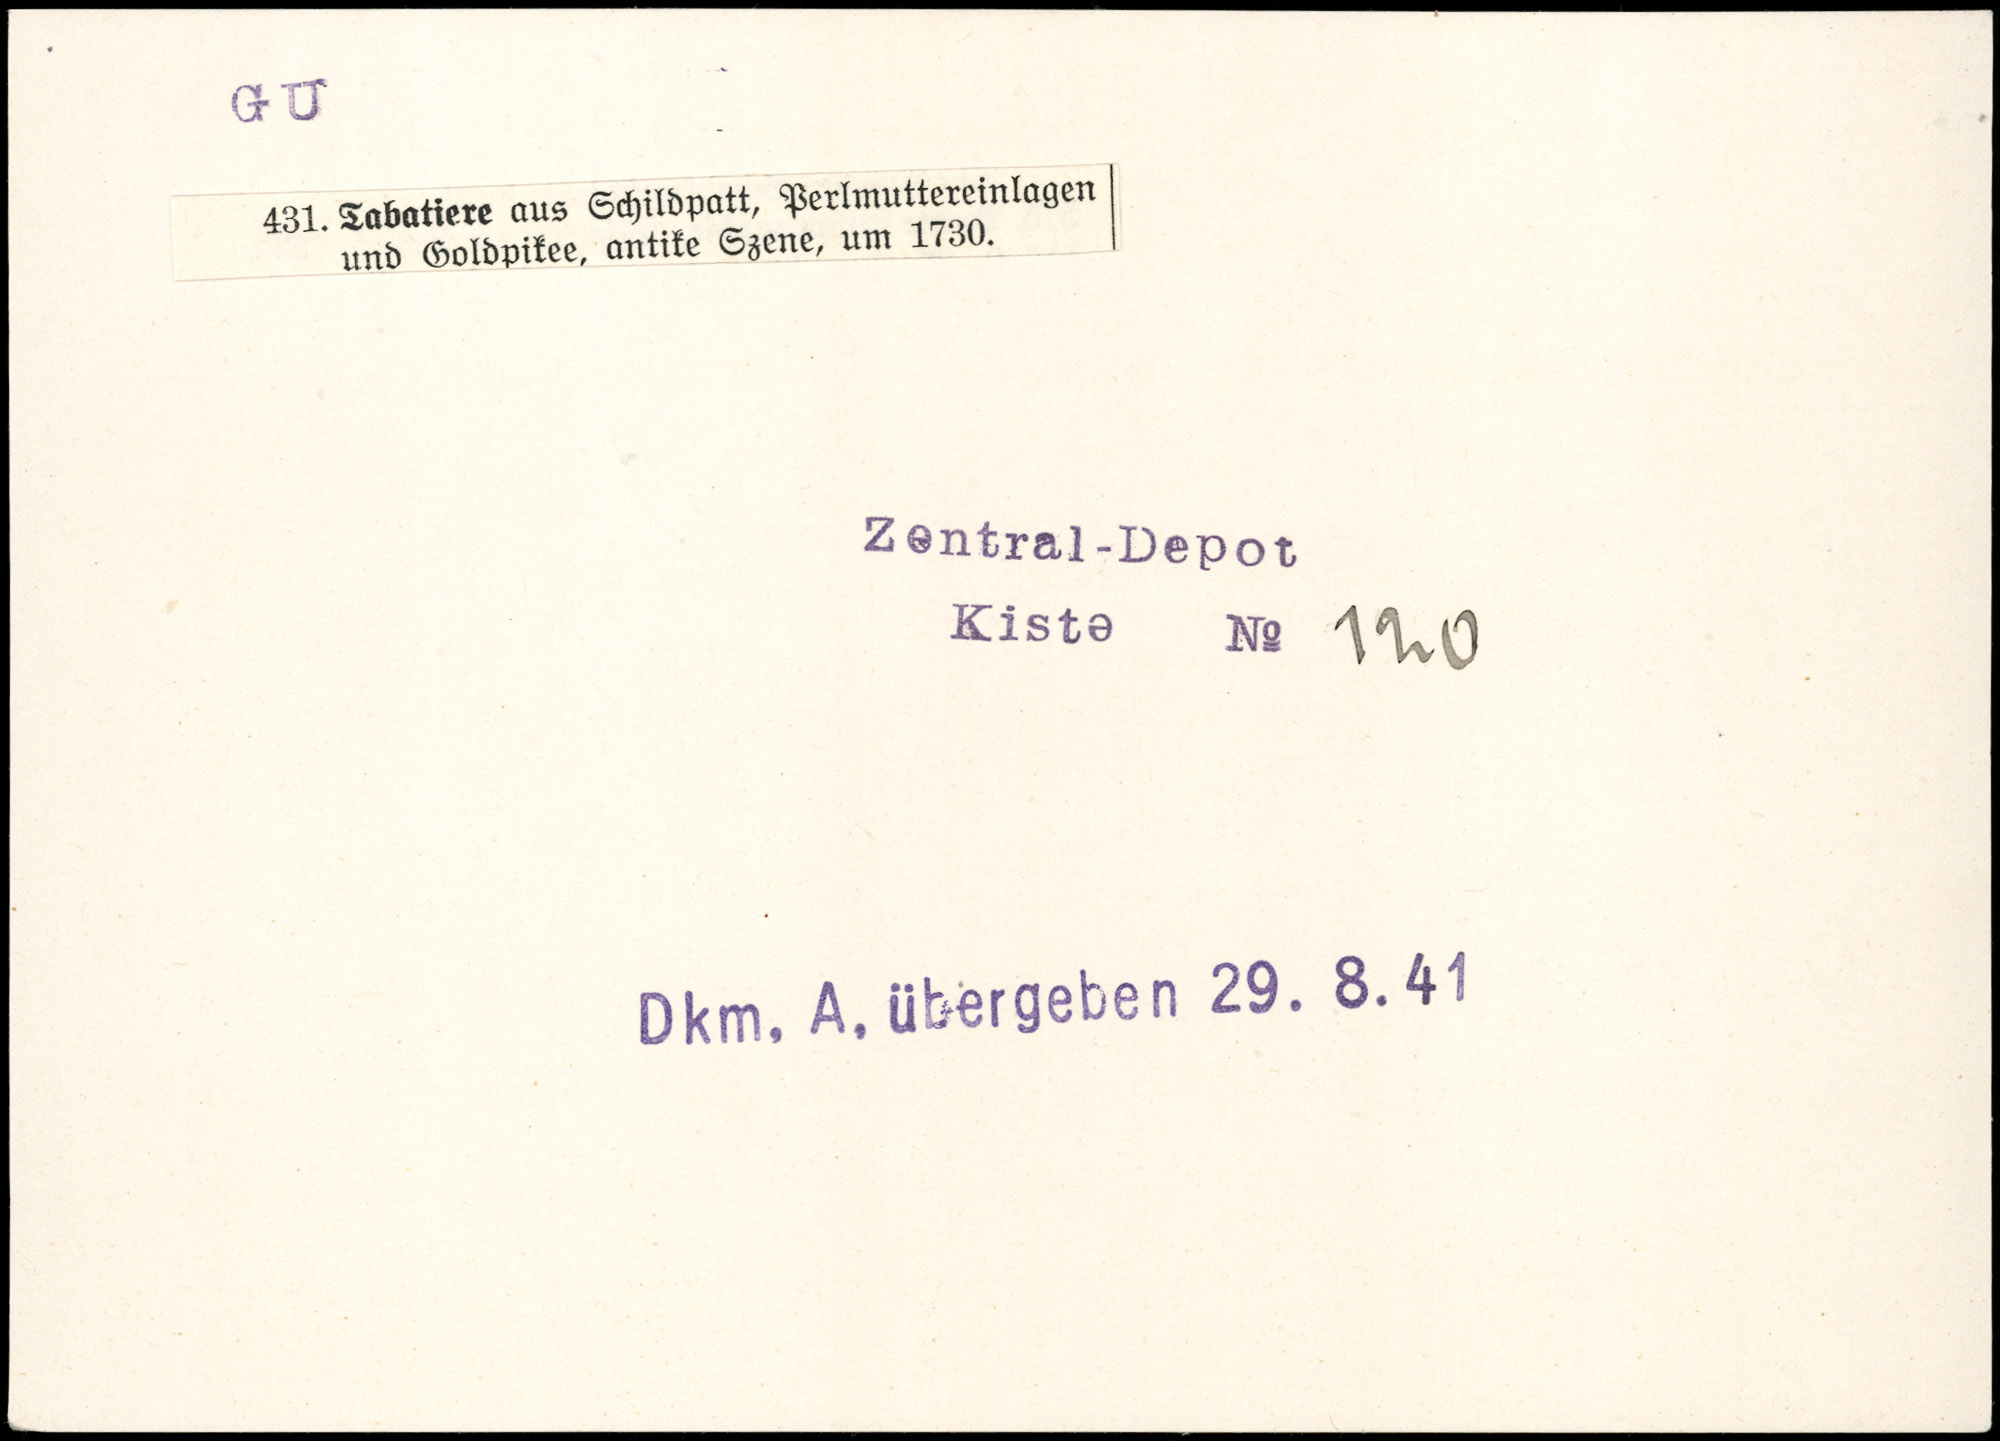 GU
431. Tabatiere aus Schildpatt, Perlmuttereinlagen
und Goldpikee, antike Szene, um 1730.
Zentral-Depot
Kiste № 120
Dkm. A. übergeben 29. 8. 41